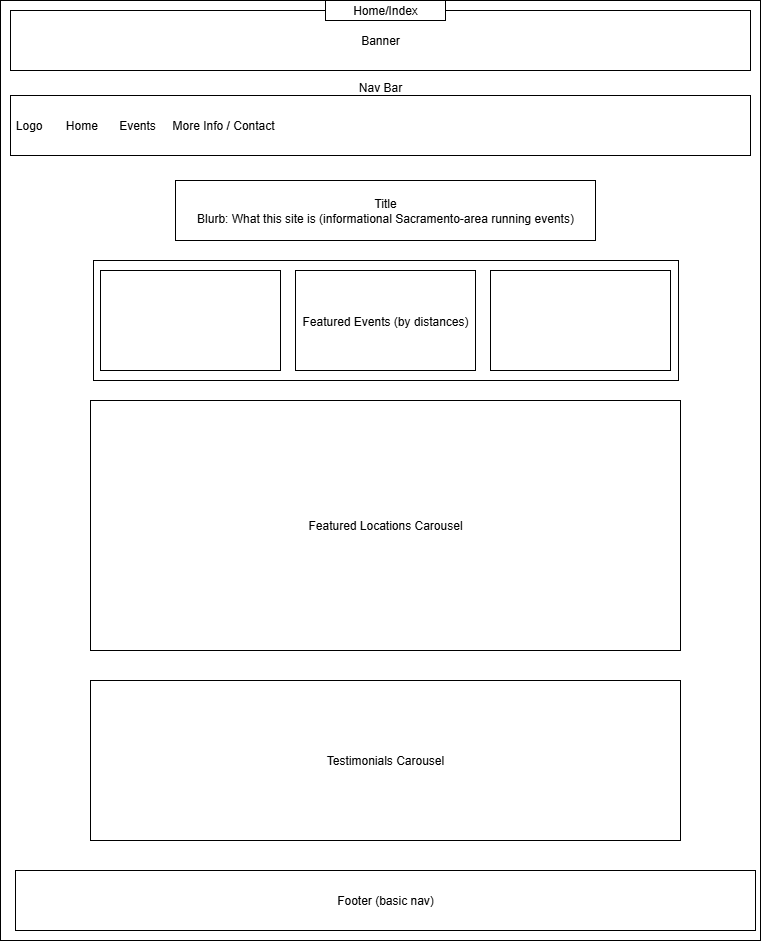 Home/Index
Banner
Nav Bar
Logo Home Events More Info / Contact
Title
Blurb: What this site is (informational Sacramento-area running events)
Featured Events (by distances)
Featured Locations Carousel
Testimonials Carousel
Footer (basic nav)